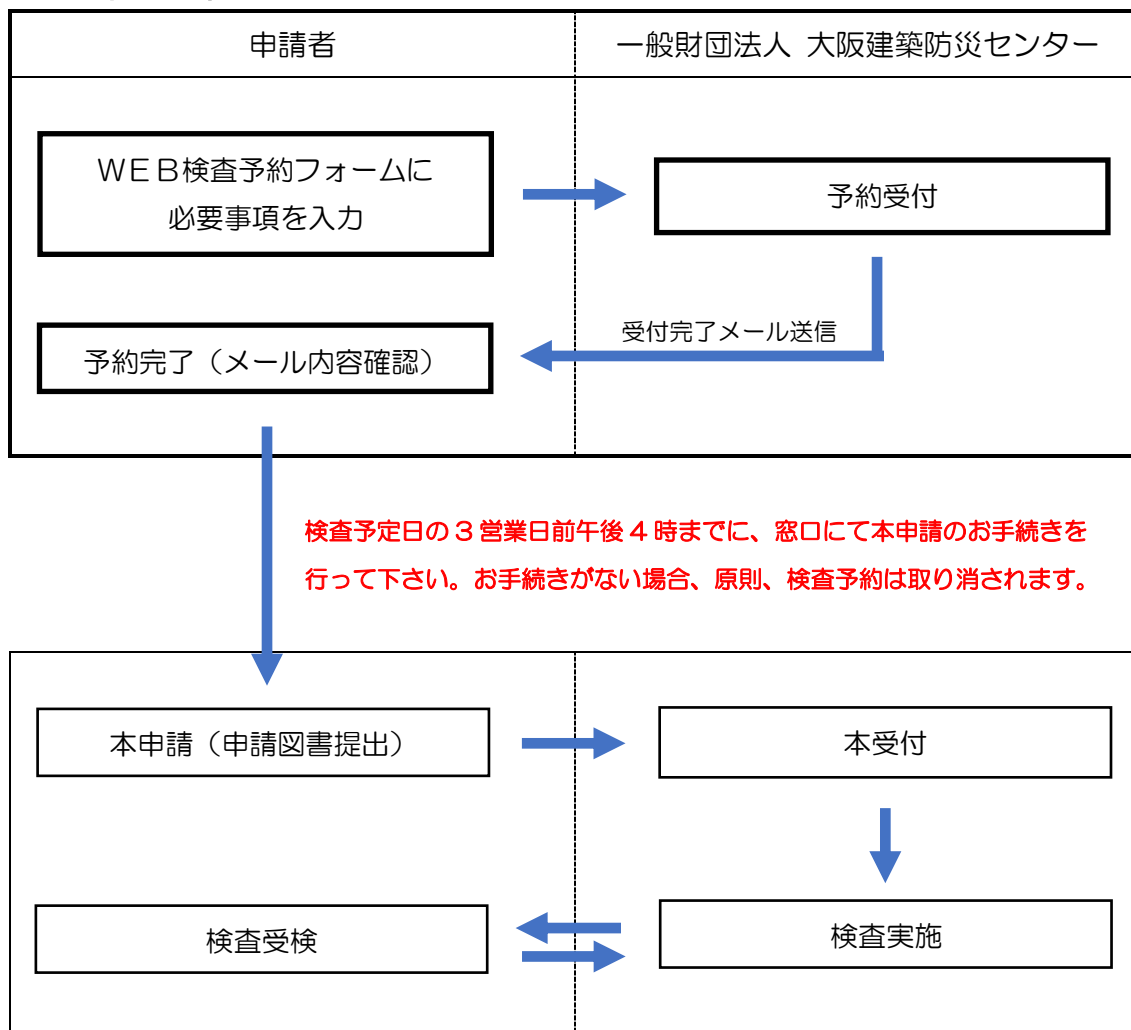 申請者
一般財団法人 大阪建築防災センター
ＷＥＢ検査予約フォームに
必要事項を入力
予約受付
受付完了メール送信
予約完了（メール内容確認）
検査予定日の３営業日前午後４時までに、窓口にて本申請のお手続きを
行って下さい。お手続きがない場合、原則、検査予約は取り消されます。
本申請（申請図書提出）
本受付
検査受検
検査実施